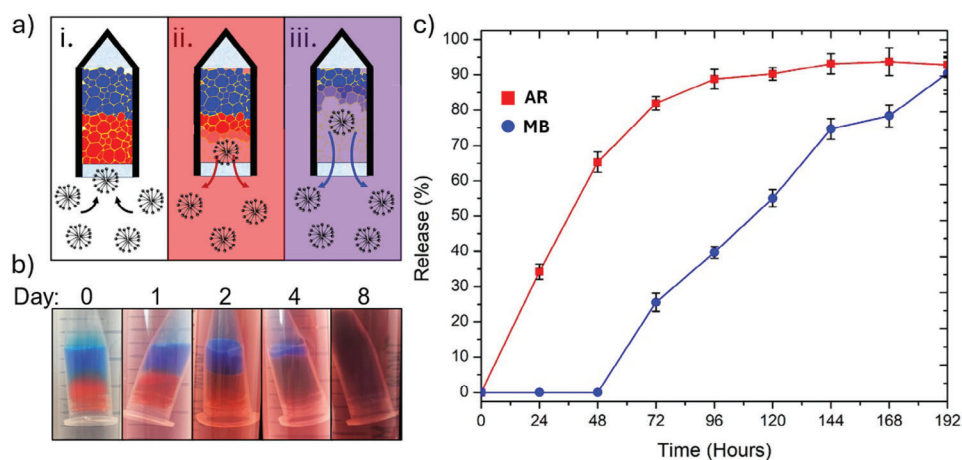 a)
i.
ii.
iii.
b)
Day: 0 1 2 4 8
c)
Release (%)
100
90
80
70
60
50
40
30
20
10
0
AR
MB
0 24 48 72 96 120 144 168 192
Time (Hours)